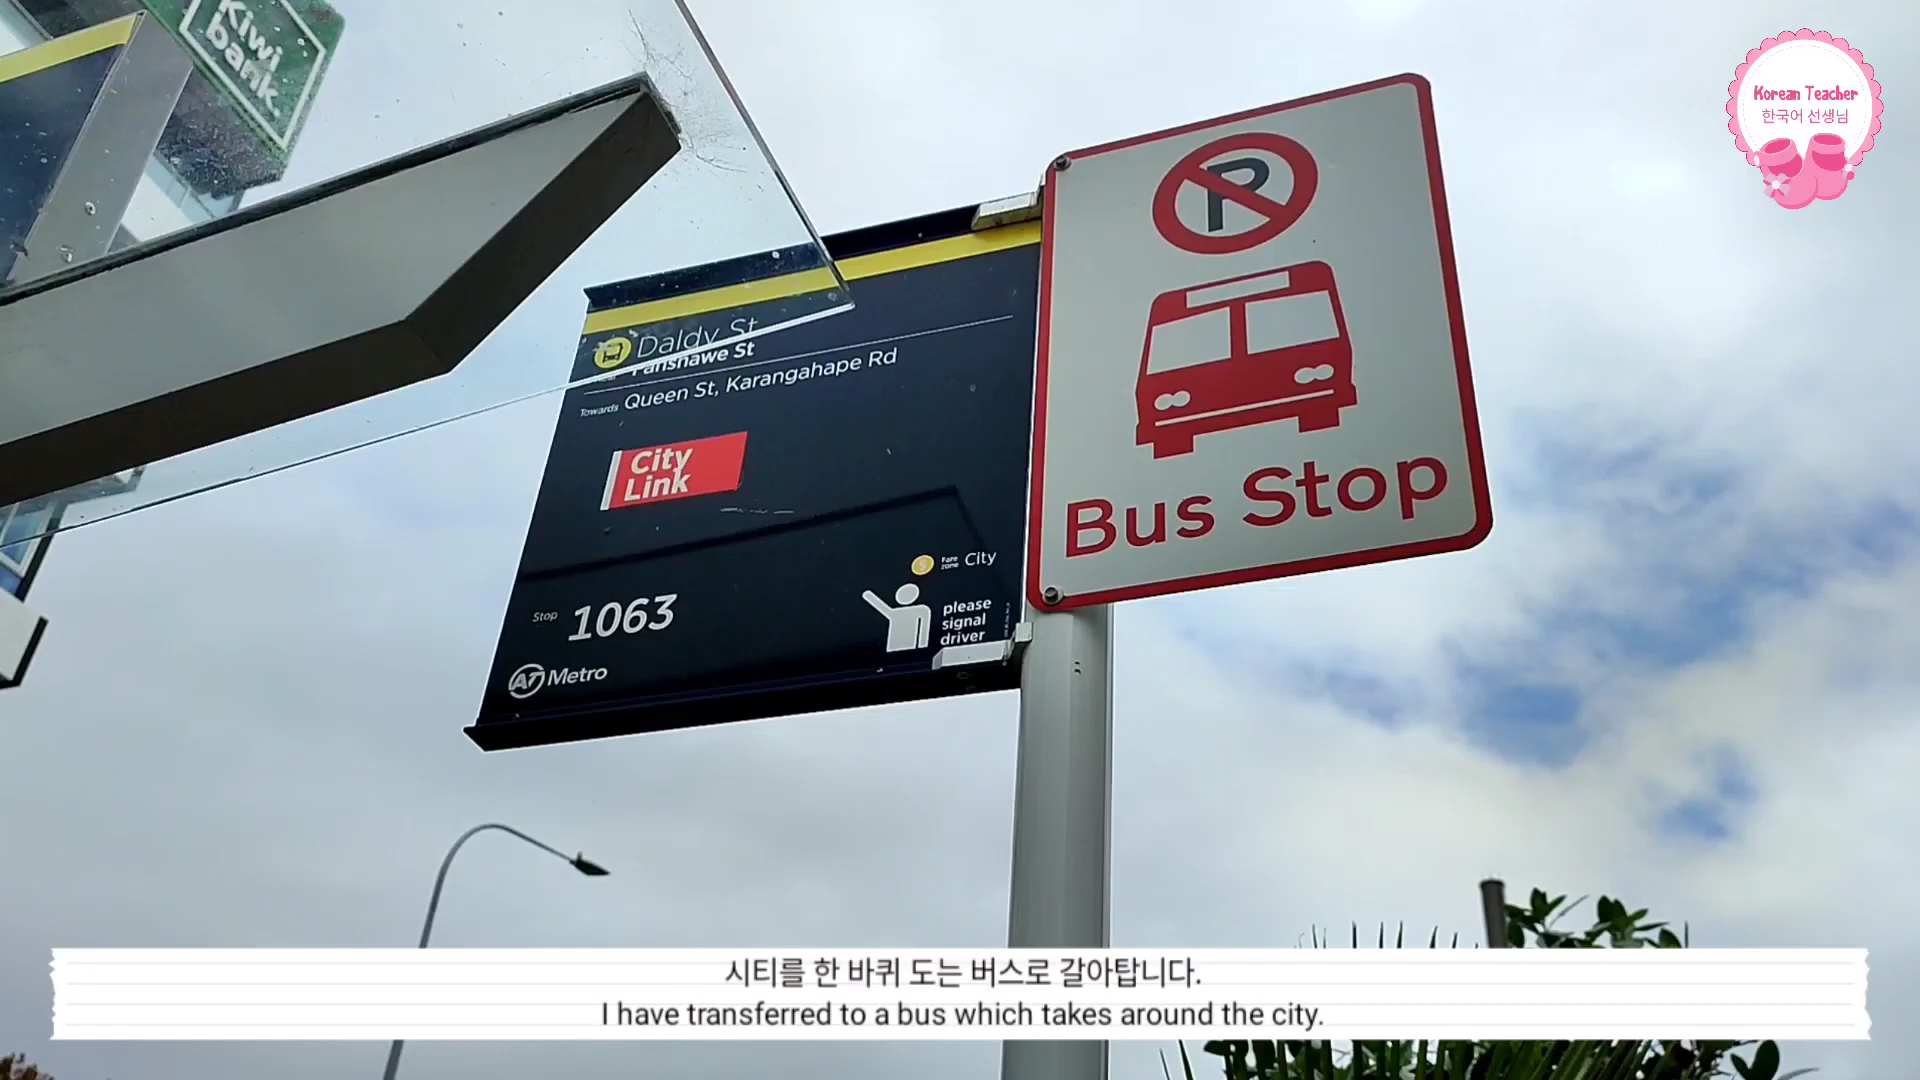 Kiwi
bank
Korean Teacher
한국어 선생님
P
Daldy St
Fanshawe St
Towards Queen St, Karangahape Rd
City
Link
Fare
zone
City
Stop 1063
please
signal
driver
AT Metro
Bus Stop
시티를 한 바퀴 도는 버스로 갈아탑니다.
I have transferred to a bus which takes around the city.